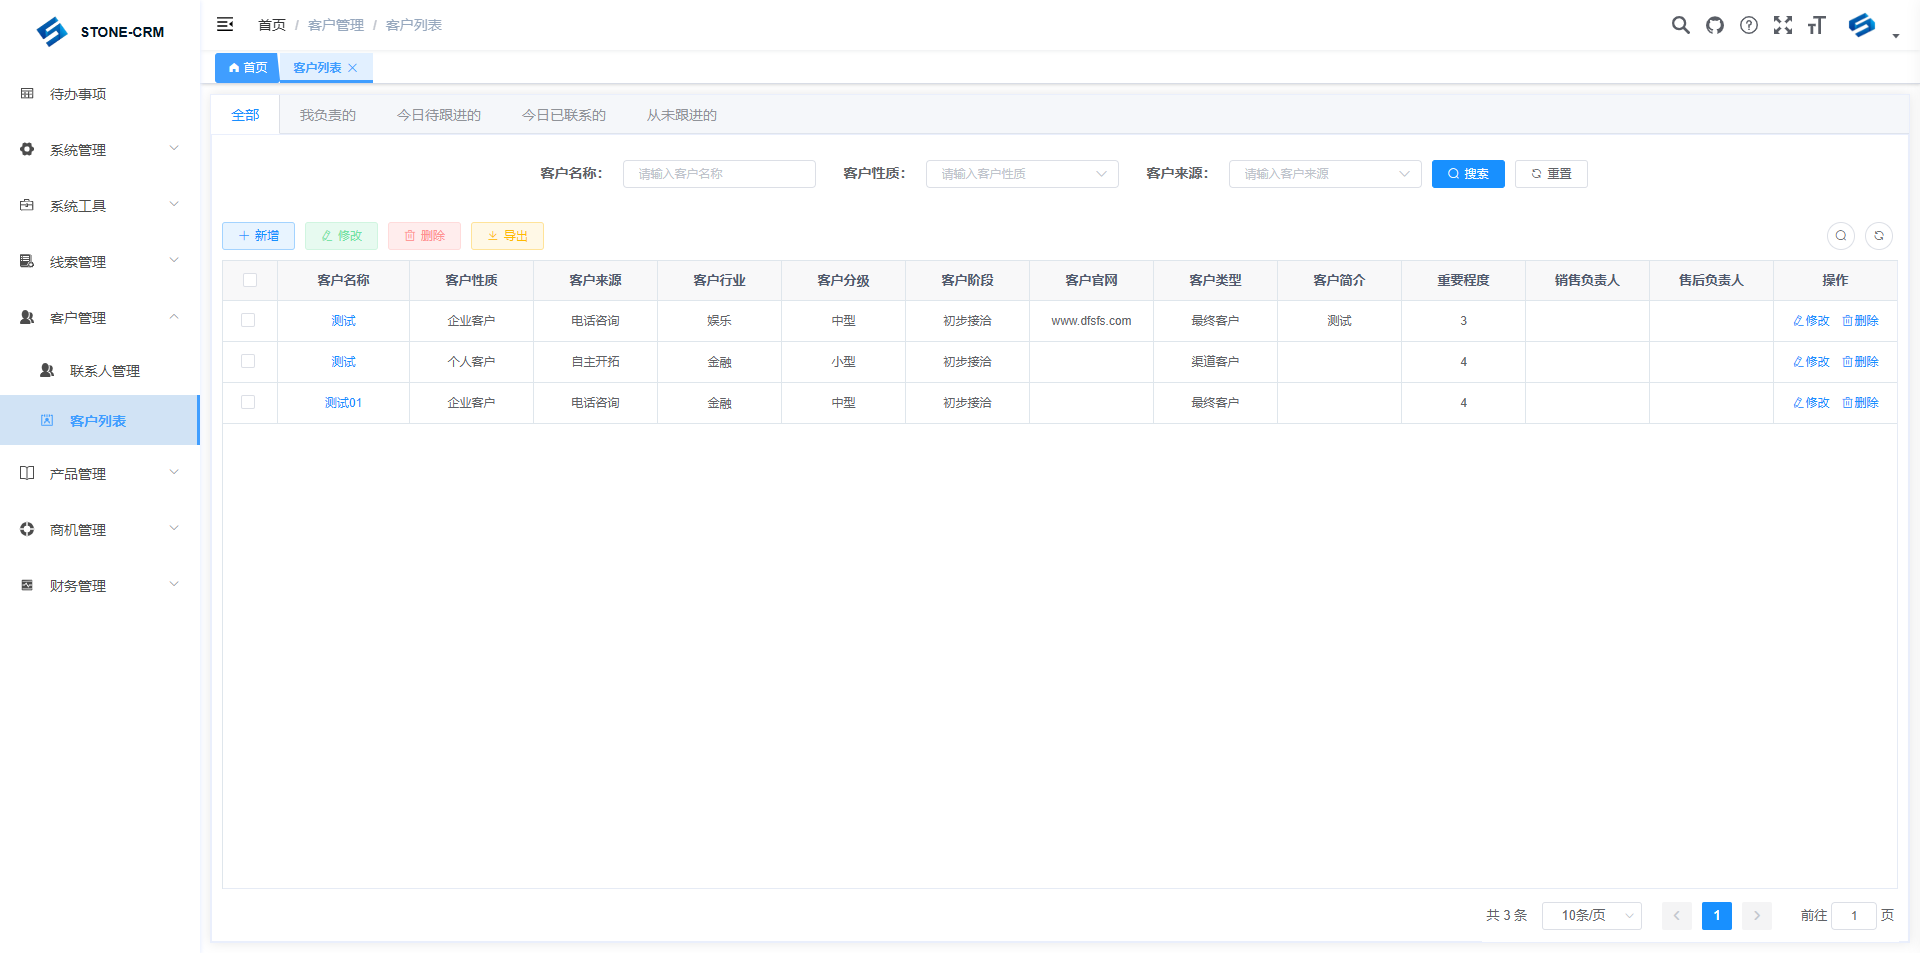 STONE-CRM
首页 / 客户管理 / 客户列表
首页 客户列表
待办事项
系统管理
系统工具
线索管理
客户管理
联系人管理
客户列表
产品管理
商机管理
财务管理
全部 我负责的 今日待跟进的 今日已联系的 从未跟进的
客户名称: 请输入客户名称 客户性质: 请输入客户性质 客户来源: 请输入客户来源 搜索 重置
新增 修改 删除 导出
客户名称 客户性质 客户来源 客户行业 客户分级 客户阶段 客户官网 客户类型 客户简介 重要程度 销售负责人 售后负责人 操作
测试 企业客户 电话咨询 娱乐 中型 初步接洽 www.dfsfs.com 最终客户 测试 3 修改 删除
测试 个人客户 自主开拓 金融 小型 初步接洽 渠道客户 4 修改 删除
测试01 企业客户 电话咨询 金融 中型 初步接洽 最终客户 4 修改 删除
共 3 条 10条/页 1 前往 1 页